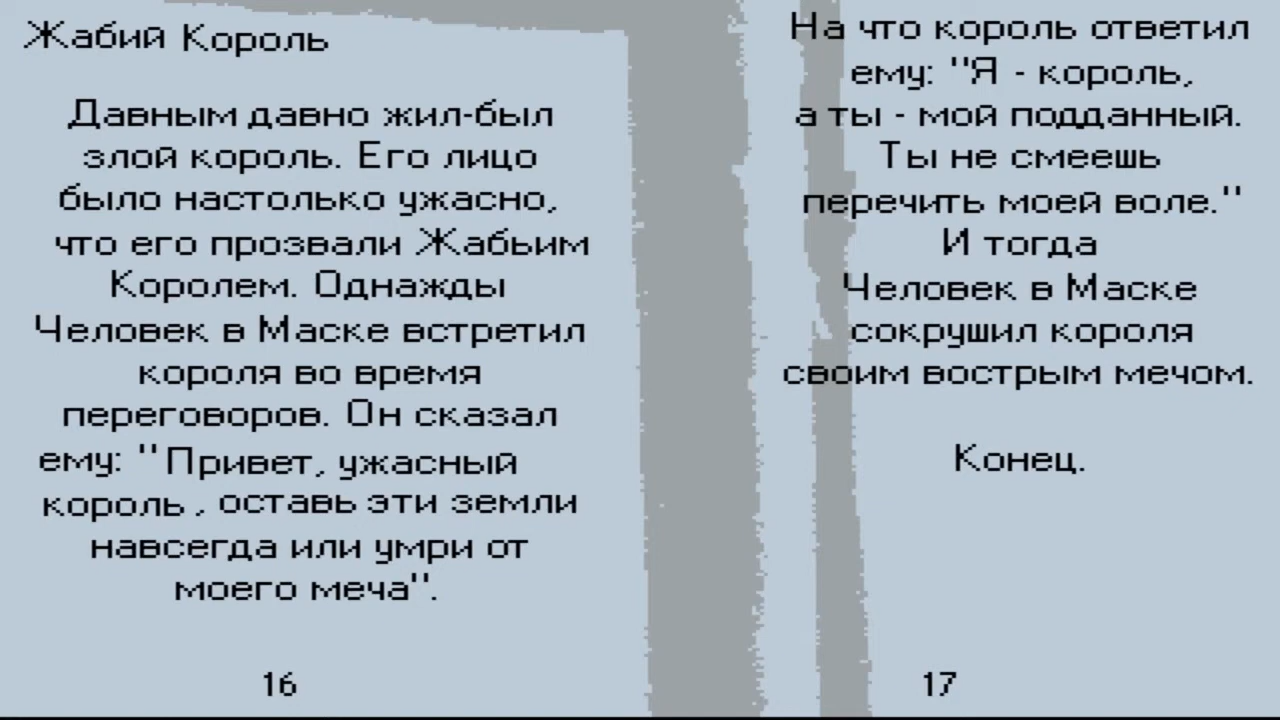 Жабий Король
Давным давно жил-был
злой король. Его лицо
было настолько ужасно,
что его прозвали Жабьим
Королем. Однажды
Человек в Маске встретил
короля во время
переговоров. Он сказал
ему: "Привет, ужасный
король, оставь эти земли
навсегда или умри от
моего меча".
16
На что король ответил
ему: "Я - король,
а ты - мой подданный.
Ты не смеешь
перечить моей воле."
И тогда
Человек в Маске
сокрушил короля
своим вострым мечом.
Конец.
17